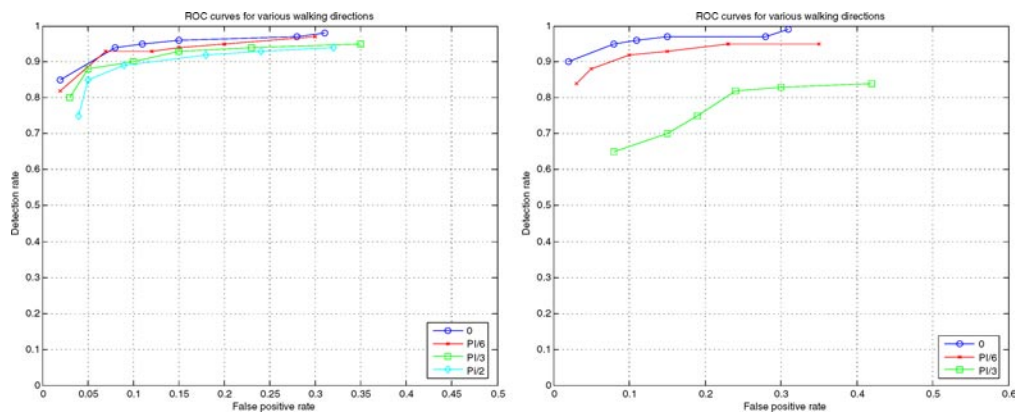 ROC curves for various walking directions
1
0.9
0.8
0.7
0.6
0.5
0.4
0.3
0.2
0.1
0
Detection rate
0
PI/6
PI/3
Pi/2
0 0.05 0.1 0.15 0.2 0.25 0.3 0.35 0.4 0.45 0.5
False positive rate
ROC curves for various walking directions
1
0.9
0.8
0.7
0.6
0.5
0.4
0.3
0.2
0.1
0
Detection rate
0
PI/6
PI/3
0 0.1 0.2 0.3 0.4 0.5 0.6
False positive rate